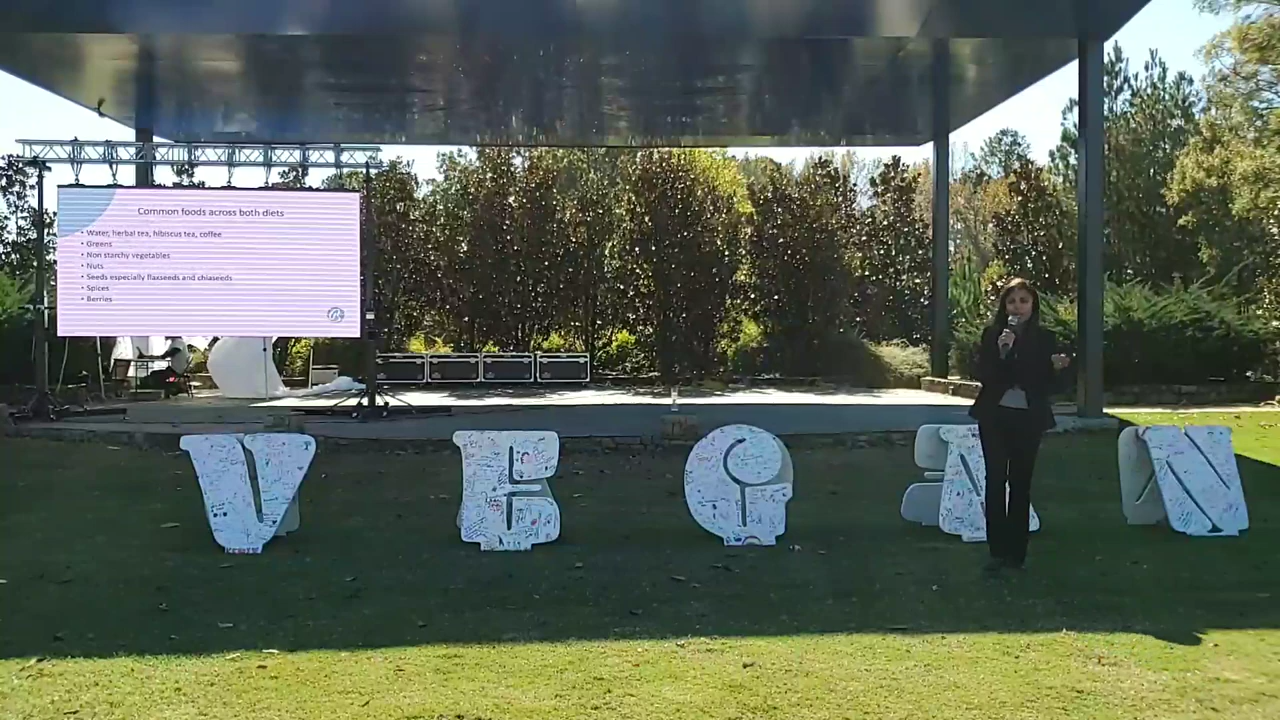 Common foods across both diets
• Water, herbal tea, hibiscus tea, coffee
• Greens
• Non starchy vegetables
• Nuts
• Seeds especially flaxseeds and chiaseeds
• Spices
• Berries
VEGAN